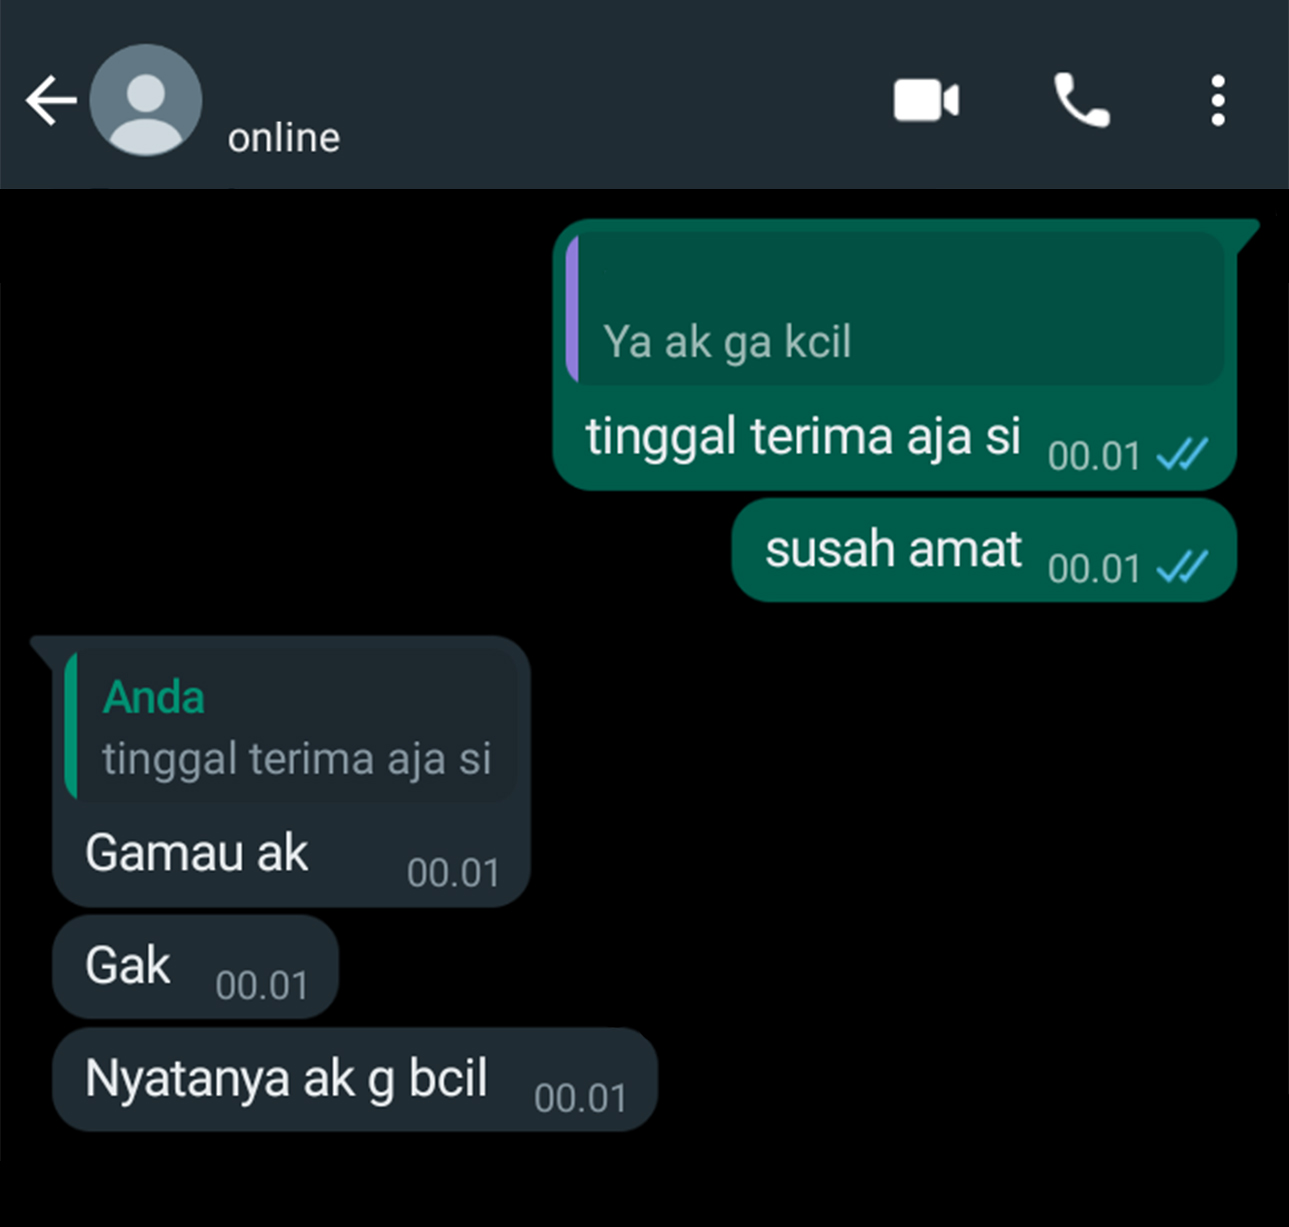 online
Ya ak ga kcil
tinggal terima aja si 00.01
susah amat 00.01
Anda
tinggal terima aja si
Gamau ak 00.01
Gak 00.01
Nyatanya ak g bcil 00.01